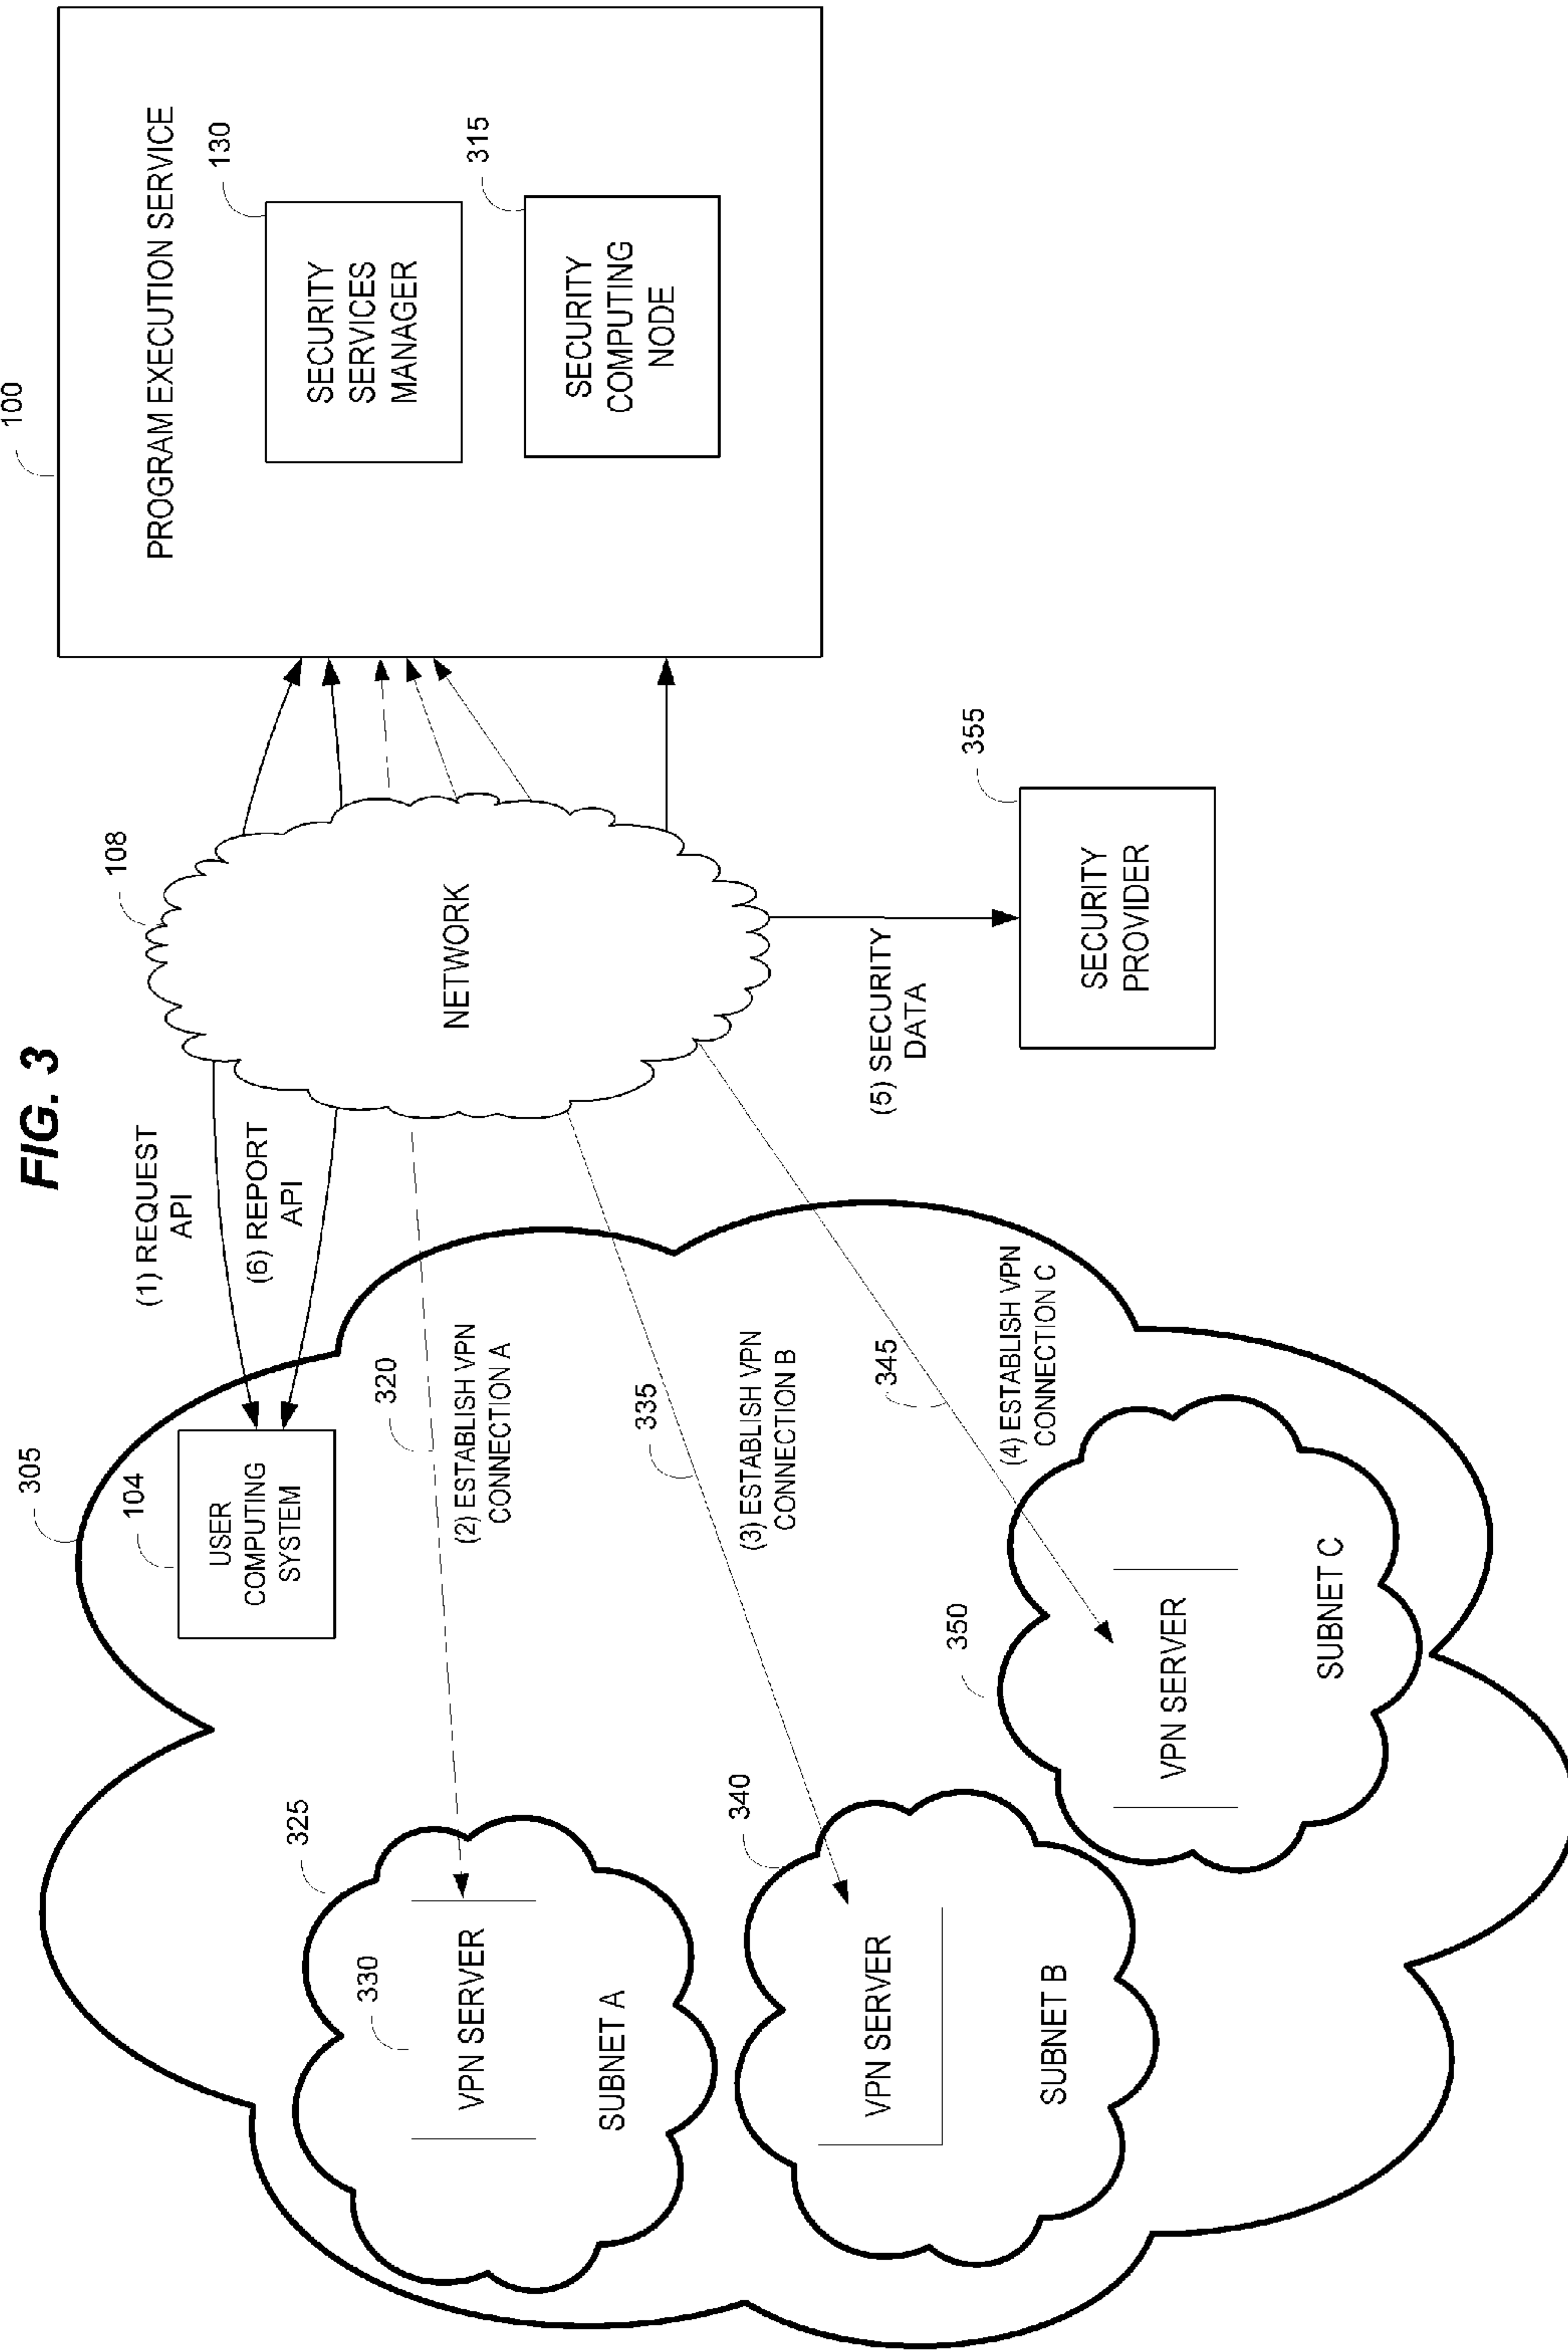 FIG. 3
305
104
USER
COMPUTING
SYSTEM
(1) REQUEST
API
(6) REPORT
API
108
NETWORK
100
PROGRAM EXECUTION SERVICE
130
SECURITY
SERVICES
MANAGER
315
SECURITY
COMPUTING
NODE
325
330
VPN SERVER
SUBNET A
320
(2) ESTABLISH VPN
CONNECTION A
340
VPN SERVER
SUBNET B
335
(3) ESTABLISH VPN
CONNECTION B
345
(4) ESTABLISH VPN
CONNECTION C
350
VPN SERVER
SUBNET C
(5) SECURITY
DATA
355
SECURITY
PROVIDER